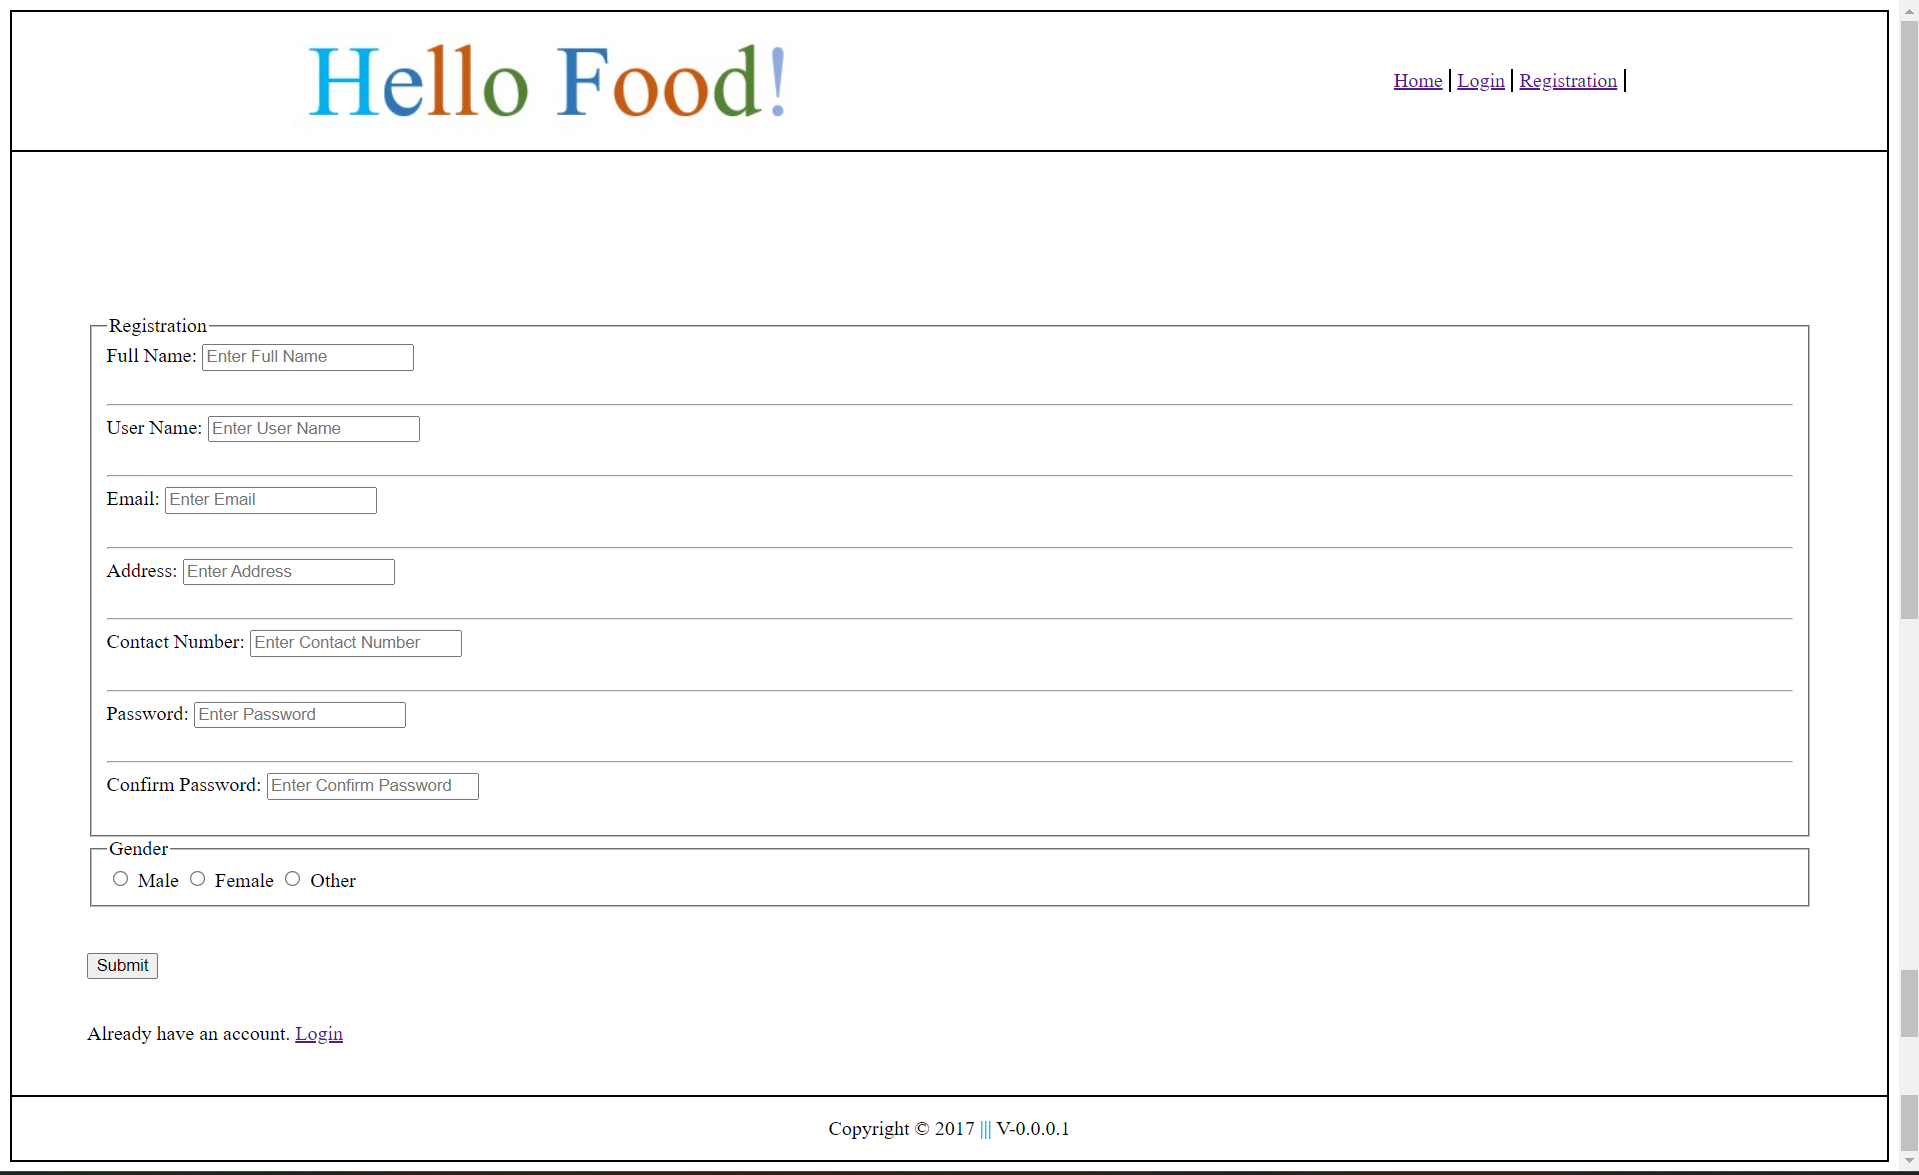 Hello Food!
Home | Login | Registration |
Registration
Full Name: Enter Full Name
User Name: Enter User Name
Email: Enter Email
Address: Enter Address
Contact Number: Enter Contact Number
Password: Enter Password
Confirm Password: Enter Confirm Password
Gender
Male Female Other
Submit
Already have an account. Login
Copyright © 2017 ||| V-0.0.0.1